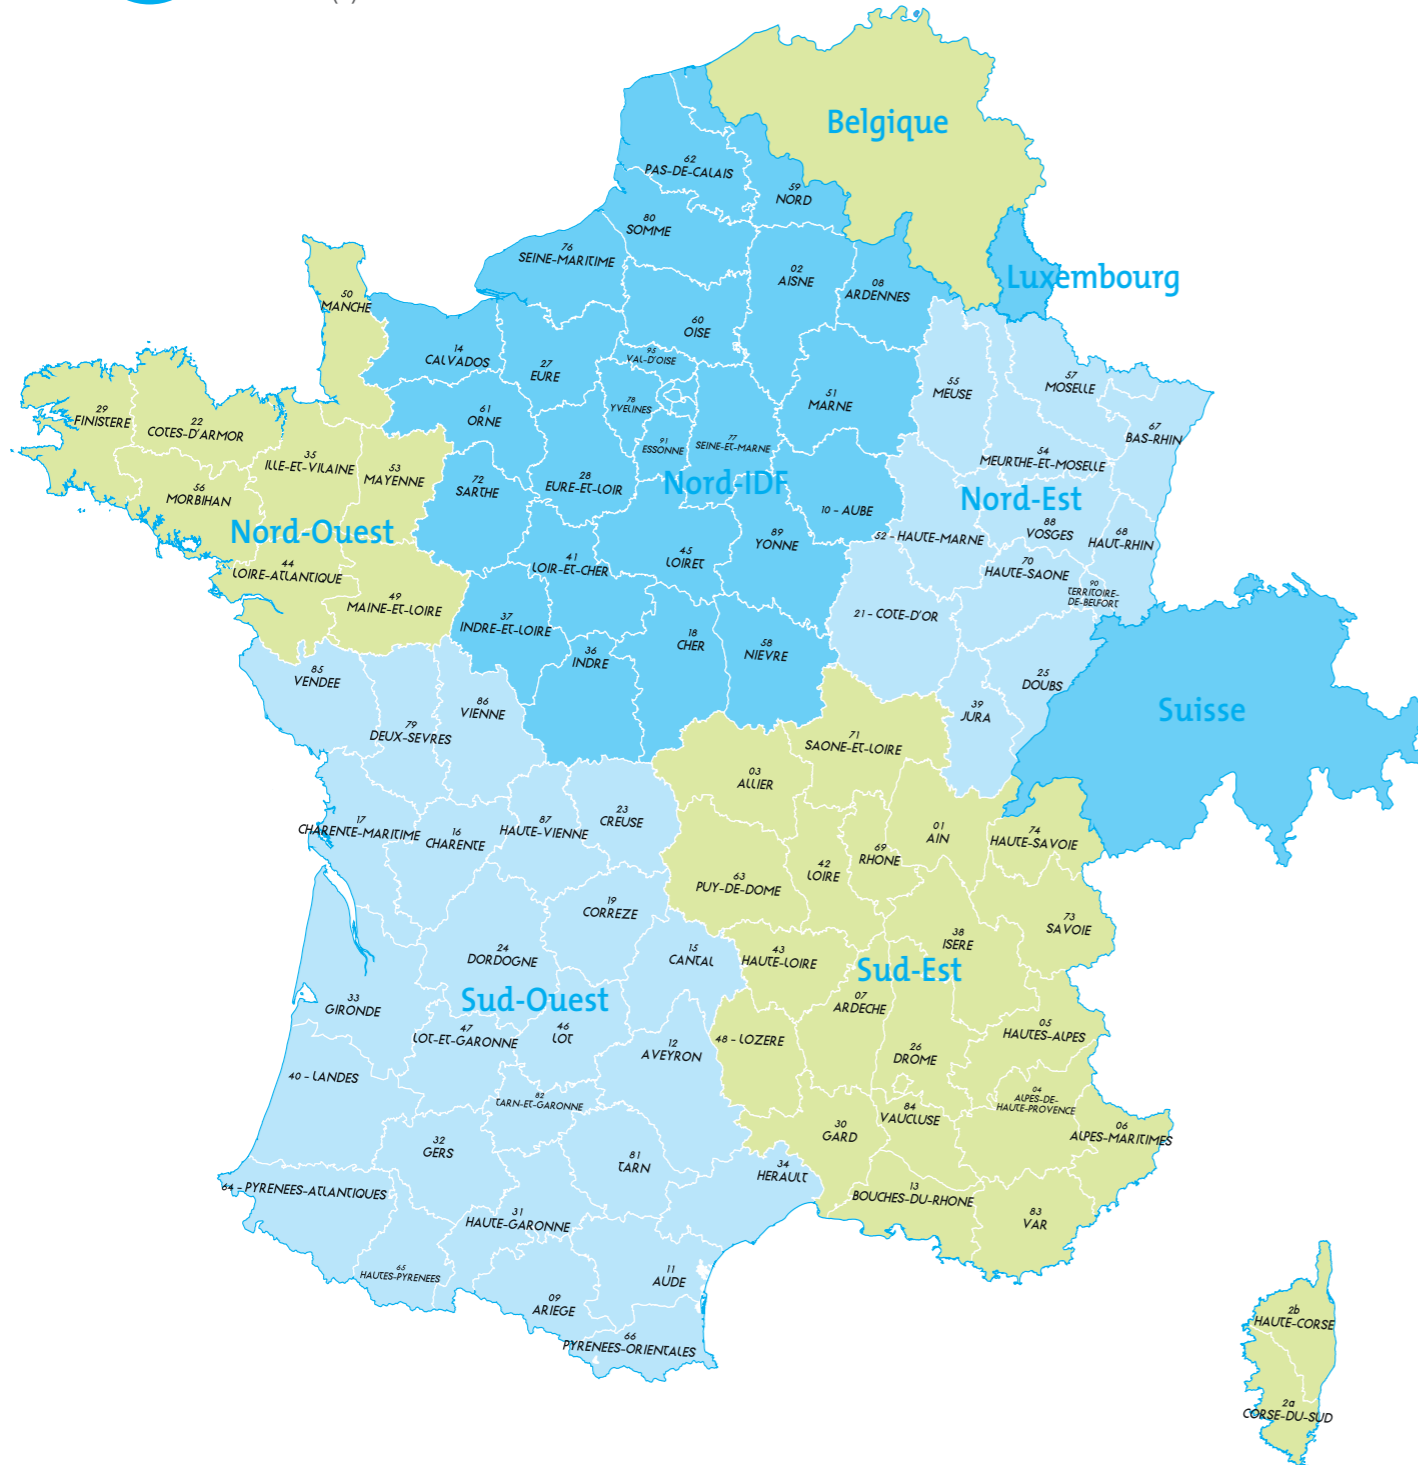 Belgique
62
PAS-DE-CALAIS
59
NORD
80
SOMME
76
SEINE-MARITIME
02
AISNE
08
ARDENNES
Luxembourg
50
MANCHE
60
OISE
14
CALVADOS
95
VAL-D'OISE
27
EURE
55
MEUSE
57
MOSELLE
78
YVELINES
51
MARNE
29
FINISTERE
22
COTES-D'ARMOR
61
ORNE
67
BAS-RHIN
91
ESSONNE
77
SEINE-ET-MARNE
35
ILLE-ET-VILAINE
53
MAYENNE
54
MEURTHE-ET-MOSELLE
56
MORBIHAN
72
SARTHE
28
EURE-ET-LOIR
Nord-IDF
Nord-Est
10 - AUBE
Nord-Ouest
52 - HAUTE-MARNE
88
VOSGES
68
HAUT-RHIN
89
YONNE
44
LOIRE-ATLANTIQUE
41
LOIR-ET-CHER
45
LOIRET
70
HAUTE-SAONE
90
TERRITOIRE-
DE-BELFORT
49
MAINE-ET-LOIRE
37
INDRE-ET-LOIRE
21 - COTE-D'OR
18
CHER
58
NIEVRE
36
INDRE
85
VENDEE
25
DOUBS
86
VIENNE
39
JURA
Suisse
79
DEUX-SEVRES
71
SAONE-ET-LOIRE
03
ALLIER
17
CHARENTE-MARITIME
16
CHARENTE
87
HAUTE-VIENNE
23
CREUSE
01
AIN
74
HAUTE-SAVOIE
69
RHONE
42
LOIRE
63
PUY-DE-DOME
19
CORREZE
73
SAVOIE
38
ISERE
24
DORDOGNE
15
CANTAL
43
HAUTE-LOIRE
Sud-Est
Sud-Ouest
33
GIRONDE
07
ARDECHE
47
LOT-ET-GARONNE
46
LOT
12
AVEYRON
48 - LOZERE
05
HAUTES-ALPES
26
DROME
40 - LANDES
82
TARN-ET-GARONNE
04
ALPES-DE-
HAUTE-PROVENCE
84
VAUCLUSE
30
GARD
06
ALPES-MARITIMES
32
GERS
81
TARN
34
HERAULT
64 - PYRENEES-ATLANTIQUES
13
BOUCHES-DU-RHONE
31
HAUTE-GARONNE
83
VAR
65
HAUTES-PYRENEES
11
AUDE
09
ARIEGE
2b
HAUTE-CORSE
66
PYRENEES-ORIENTALES
2a
CORSE-DU-SUD